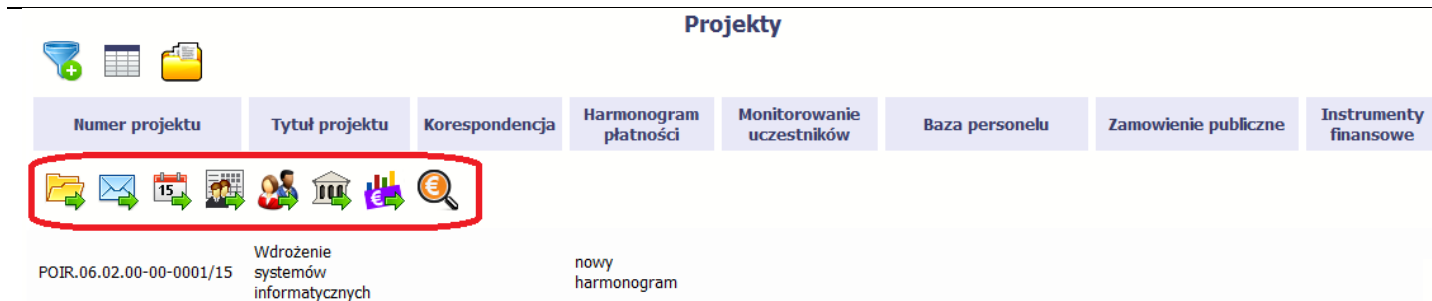 Projekty
Numer projektu Tytuł projektu Korespondencja Harmonogram płatności Monitorowanie uczestników Baza personelu Zamowienie publiczne Instrumenty finansowe
15
€
€
POIR.06.02.00-00-0001/15
Wdrożenie
systemów
informatycznych
nowy
harmonogram